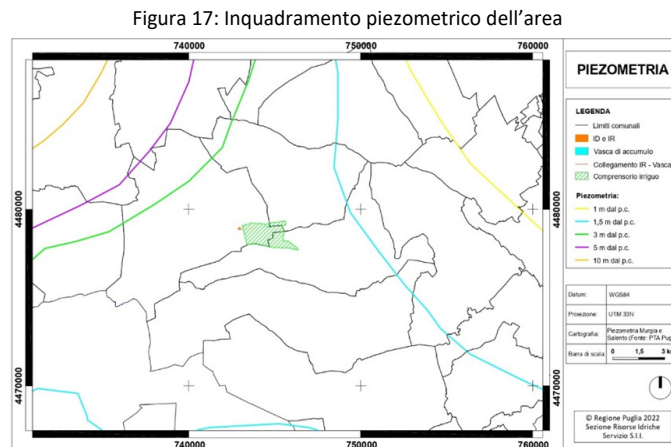 Figura 17: Inquadramento piezometrico dell’area
740000
750000
760000
PIEZOMETRIA
LEGENDA
Limiti comunali
ID e IR
Vasca di accumulo
Collegamento IR - Vasca
Comprensorio irriguo
Piezometria:
1 m dal p.c.
1,5 m dal p.c.
3 m dal p.c.
5 m dal p.c.
10 m dal p.c.
4480000
4480000
4470000
4470000
Datum:
WGS84
Proiezione:
UTM 33N
Cartografia:
Piezometria Murgia e
Salento (Fonte: PTA Pug
Barra di scala:
0 1,5 3 k
740000
750000
760000
© Regione Puglia 2022
Sezione Risorse Idriche
Servizio S.I.I.